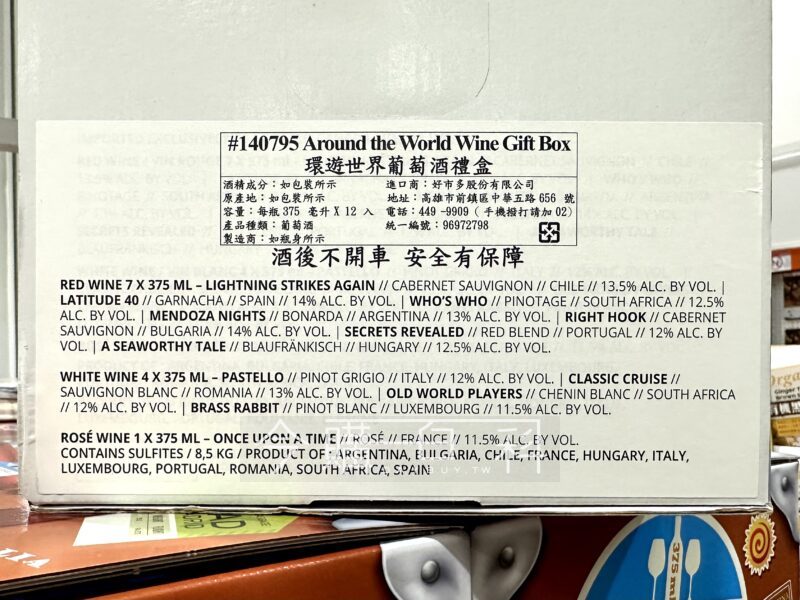 #140795 Around the World Wine Gift Box
環遊世界葡萄酒禮盒
酒精成分：如包裝所示
原產地：如包裝所示
容量：每瓶 375 毫升 X 12 入
產品種類：葡萄酒
製造商：如瓶身所示
進口商：好市多股份有限公司
地址：高雄市前鎮區中華五路 656 號
電話：449 -9909 ( 手機撥打請加 02)
統一編號：96972798
酒後不開車 安全有保障
RED WINE 7 X 375 ML – LIGHTNING STRIKES AGAIN // CABERNET SAUVIGNON // CHILE // 13.5% ALC. BY VOL. |
LATITUDE 40 // GARNACHA // SPAIN // 14% ALC. BY VOL. | WHO'S WHO // PINOTAGE // SOUTH AFRICA // 12.5%
ALC. BY VOL. | MENDOZA NIGHTS // BONARDA // ARGENTINA // 13% ALC. BY VOL. | RIGHT HOOK // CABERNET
SAUVIGNON // BULGARIA // 14% ALC. BY VOL. | SECRETS REVEALED // RED BLEND // PORTUGAL // 12% ALC. BY
VOL. | A SEAWORTHY TALE // BLAUFRÄNKISCH // HUNGARY // 12.5% ALC. BY VOL.
WHITE WINE 4 X 375 ML – PASTELLO // PINOT GRIGIO // ITALY // 12% ALC. BY VOL. | CLASSIC CRUISE //
SAUVIGNON BLANC // ROMANIA // 13% ALC. BY VOL. | OLD WORLD PLAYERS // CHENIN BLANC // SOUTH AFRICA
// 12% ALC. BY VOL. | BRASS RABBIT // PINOT BLANC // LUXEMBOURG // 11.5% ALC. BY VOL.
ROSÉ WINE 1 X 375 ML – ONCE UPON A TIME // ROSÉ // FRANCE // 11.5% ALC. BY VOL.
CONTAINS SULFITES / 8,5 KG / PRODUCT OF : ARGENTINA, BULGARIA, CHILE, FRANCE, HUNGARY, ITALY,
LUXEMBOURG, PORTUGAL, ROMANIA, SOUTH AFRICA, SPAIN
375 ml